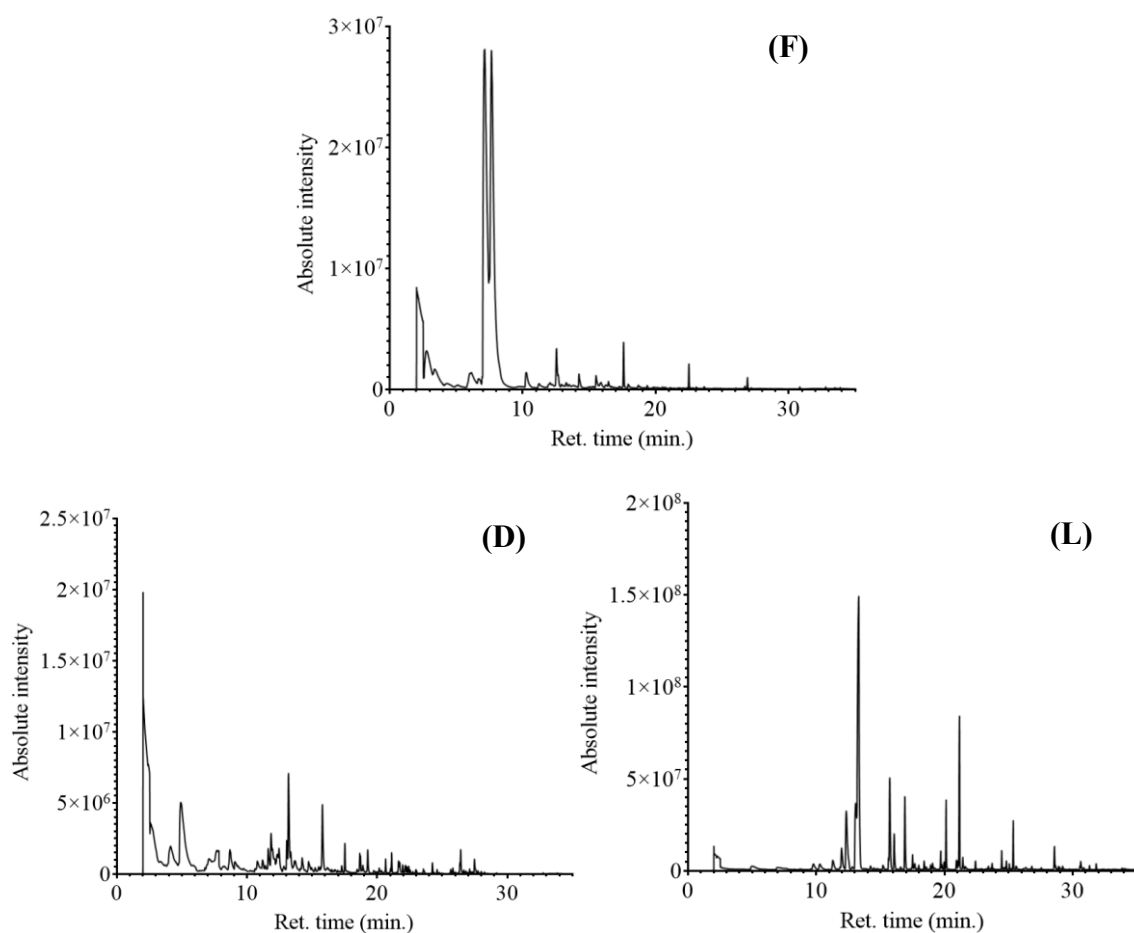 (F)
3×10⁷
2×10⁷
1×10⁷
0
Absolute intensity
0 10 20 30
Ret. time (min.)
(D)
2.5×10⁷
2×10⁷
1.5×10⁷
1×10⁷
5×10⁶
0
Absolute intensity
0 10 20 30
Ret. time (min.)
(L)
2×10⁸
1.5×10⁸
1×10⁸
5×10⁷
0
Absolute intensity
0 10 20 30
Ret. time (min.)